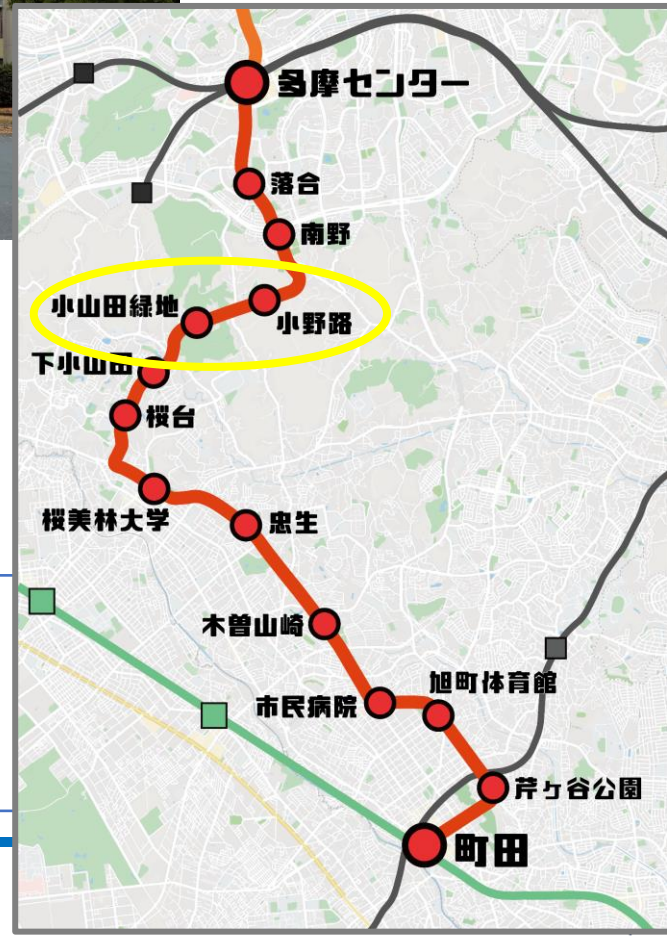 多摩センター
落合
南野
小山田緑地
小野路
下小山田
桜台
桜美林大学
忠生
木曽山崎
市民病院
旭町体育館
芹ヶ谷公園
町田